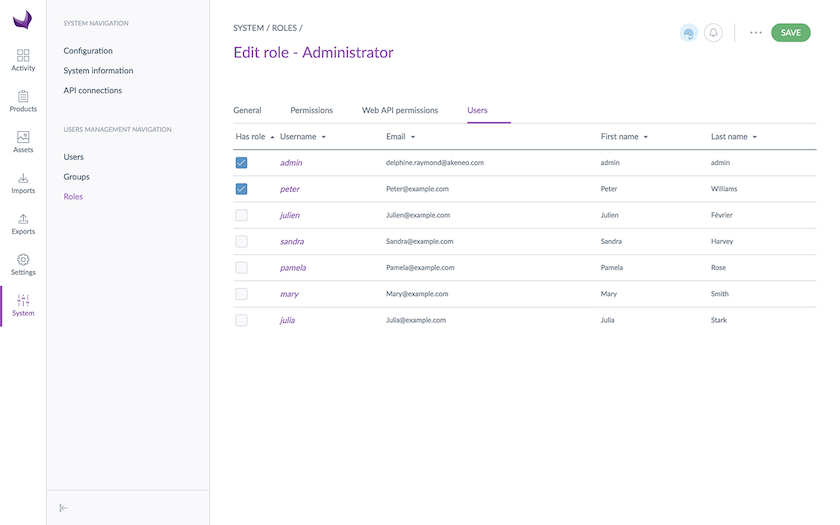 Activity
Products
Assets
Imports
Exports
Settings
System
SYSTEM NAVIGATION
Configuration
System information
API connections
USERS MANAGEMENT NAVIGATION
Users
Groups
Roles
SYSTEM / ROLES /
SAVE
Edit role - Administrator
General Permissions Web API permissions Users
Has role Username Email First name Last name
admin delphine.raymond@akeneo.com admin admin
peter Peter@example.com Peter Williams
julien Julien@example.com Julien Février
sandra Sandra@example.com Sandra Harvey
pamela Pamela@example.com Pamela Rose
mary Mary@example.com Mary Smith
julia Julia@example.com Julia Stark